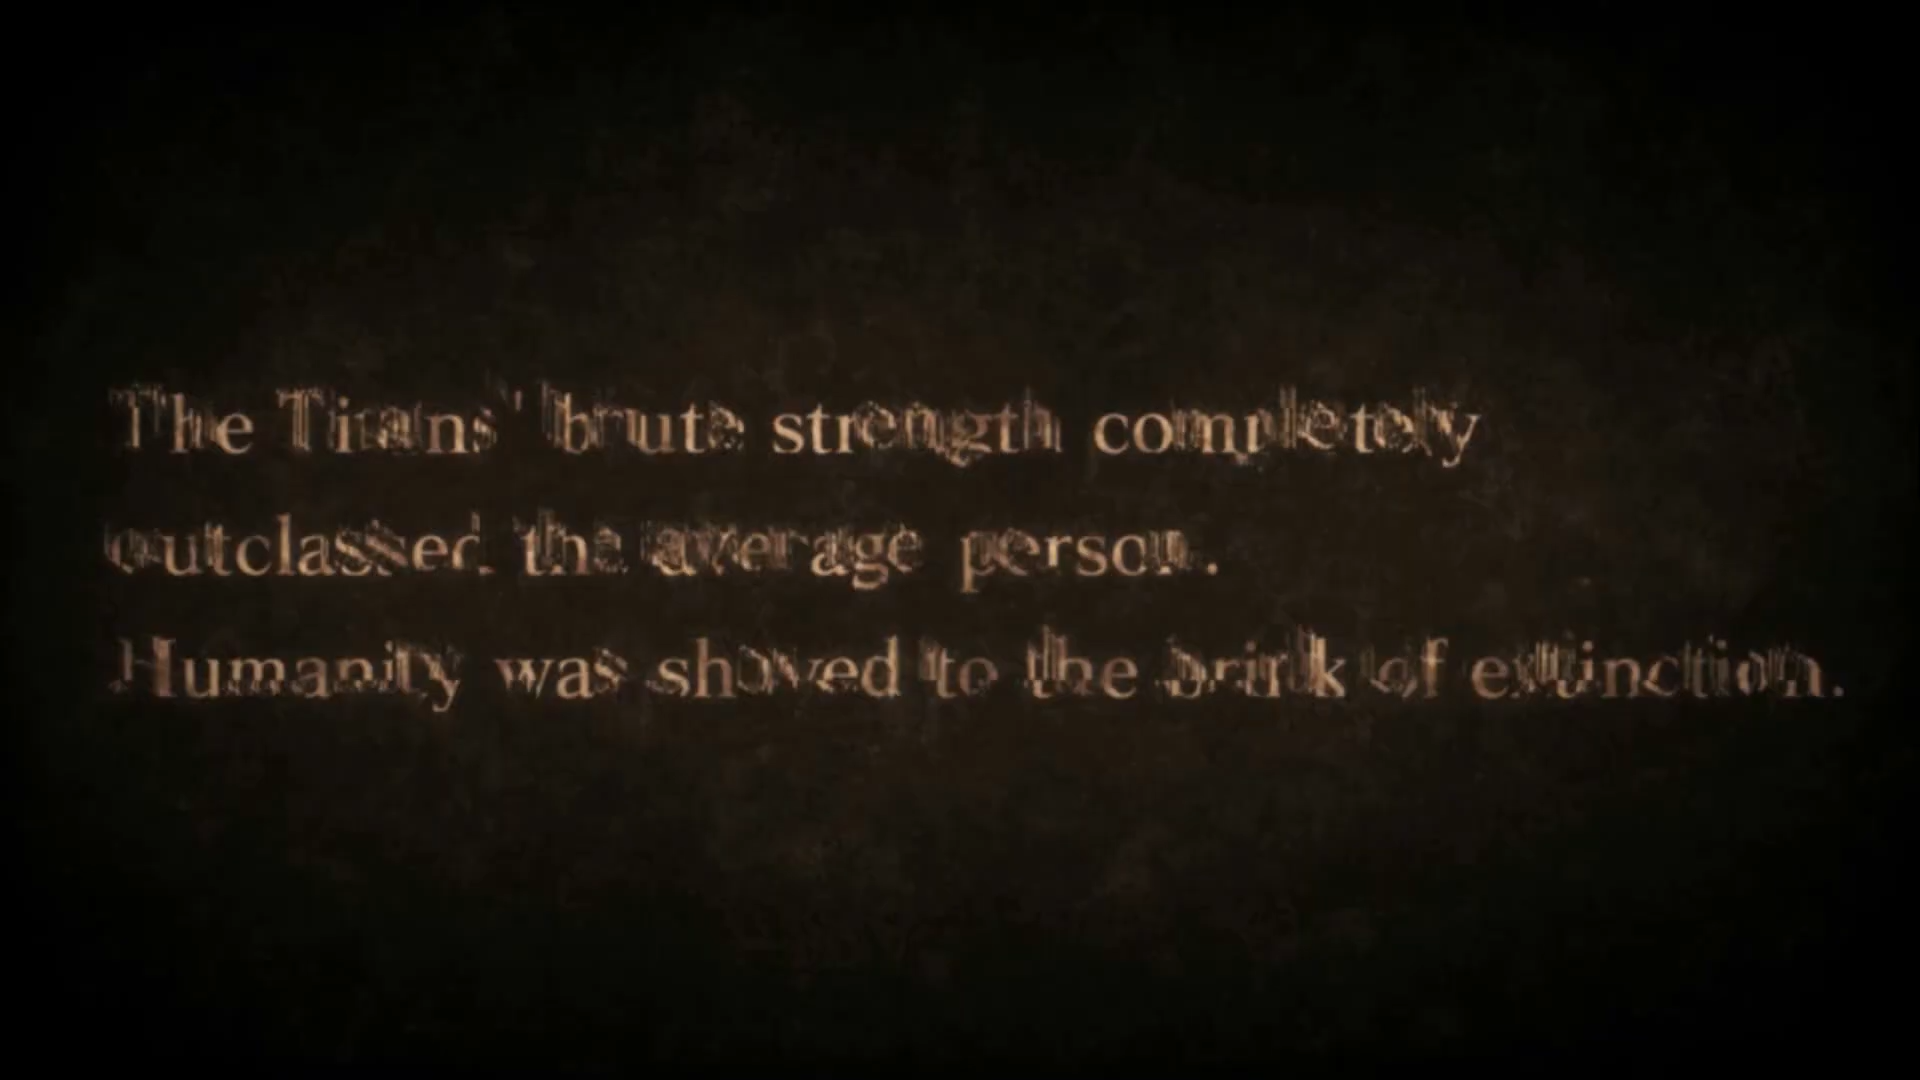 The Titans' brute strength completely
outclassed the average person.
Humanity was shoved to the brink of extinction.